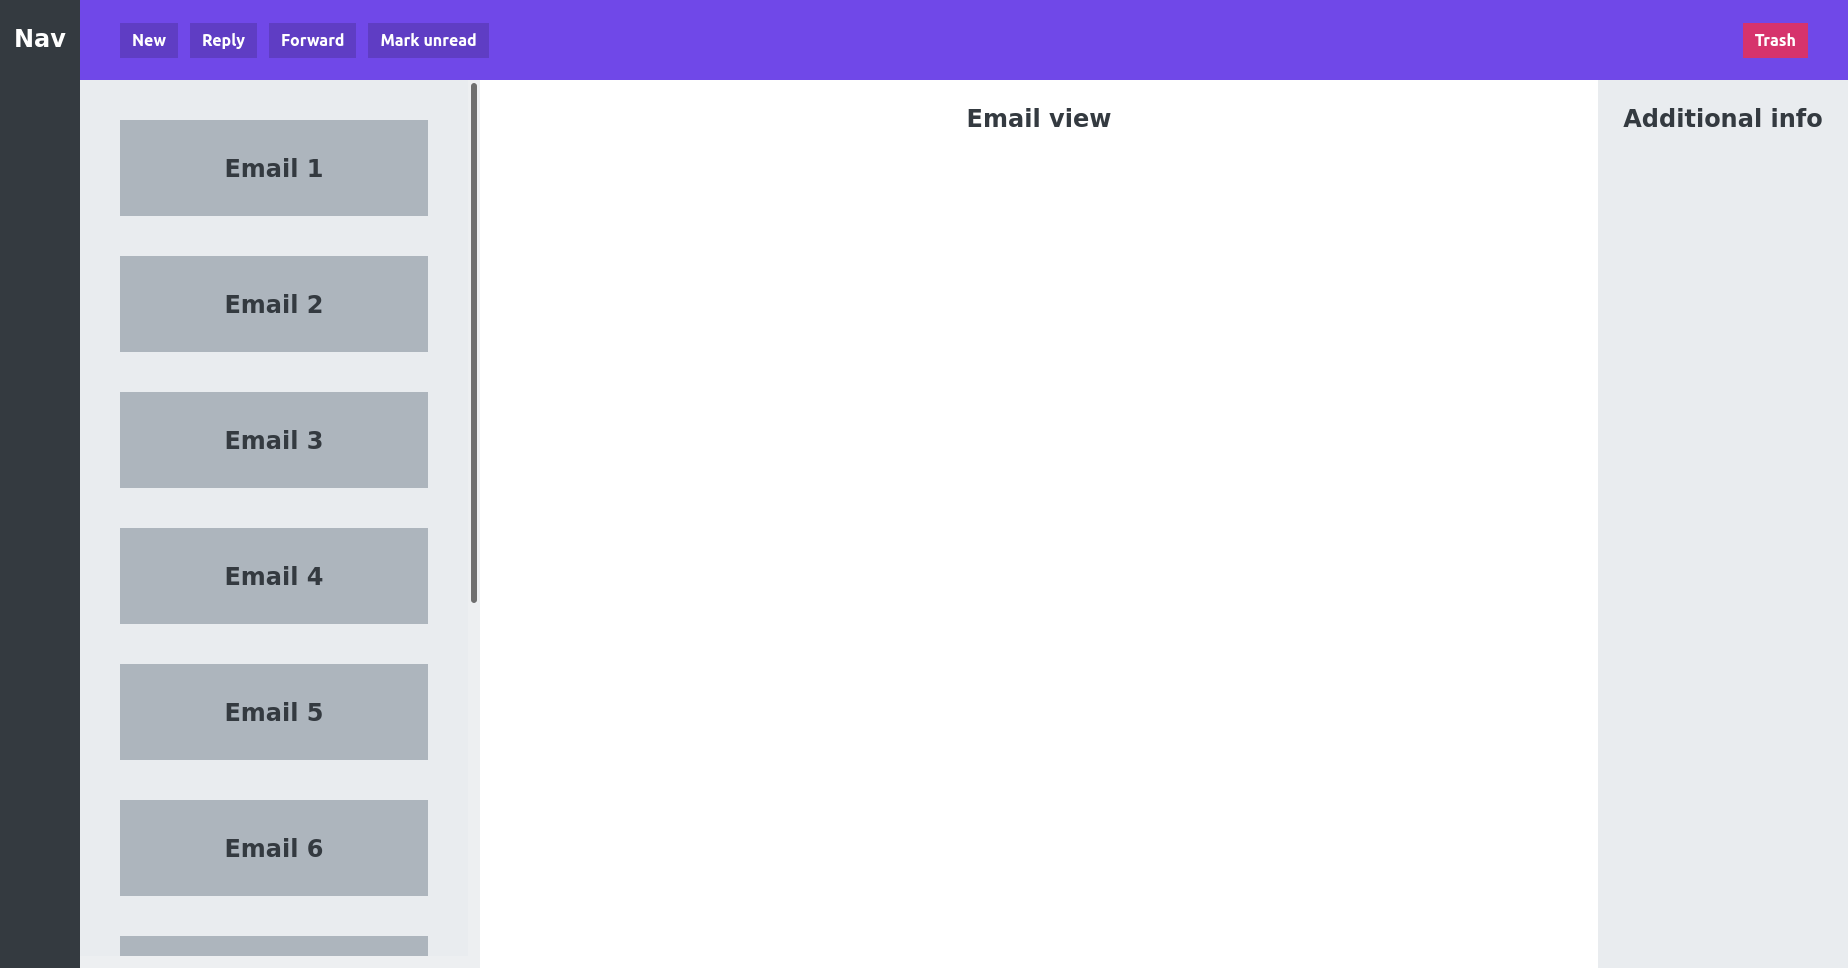 Nav
New
Reply
Forward
Mark unread
Trash
Email 1
Email 2
Email 3
Email 4
Email 5
Email 6
Email view
Additional info